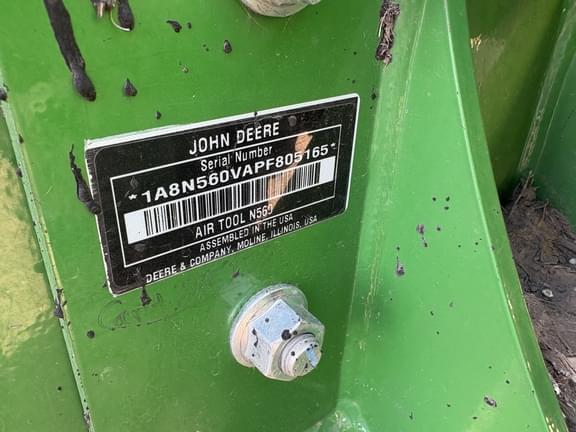 JOHN DEERE
Serial Number
*1A8N560VAPF805165*
AIR TOOL N560
ASSEMBLED IN THE USA
DEERE & COMPANY, MOLINE, ILLINOIS, USA